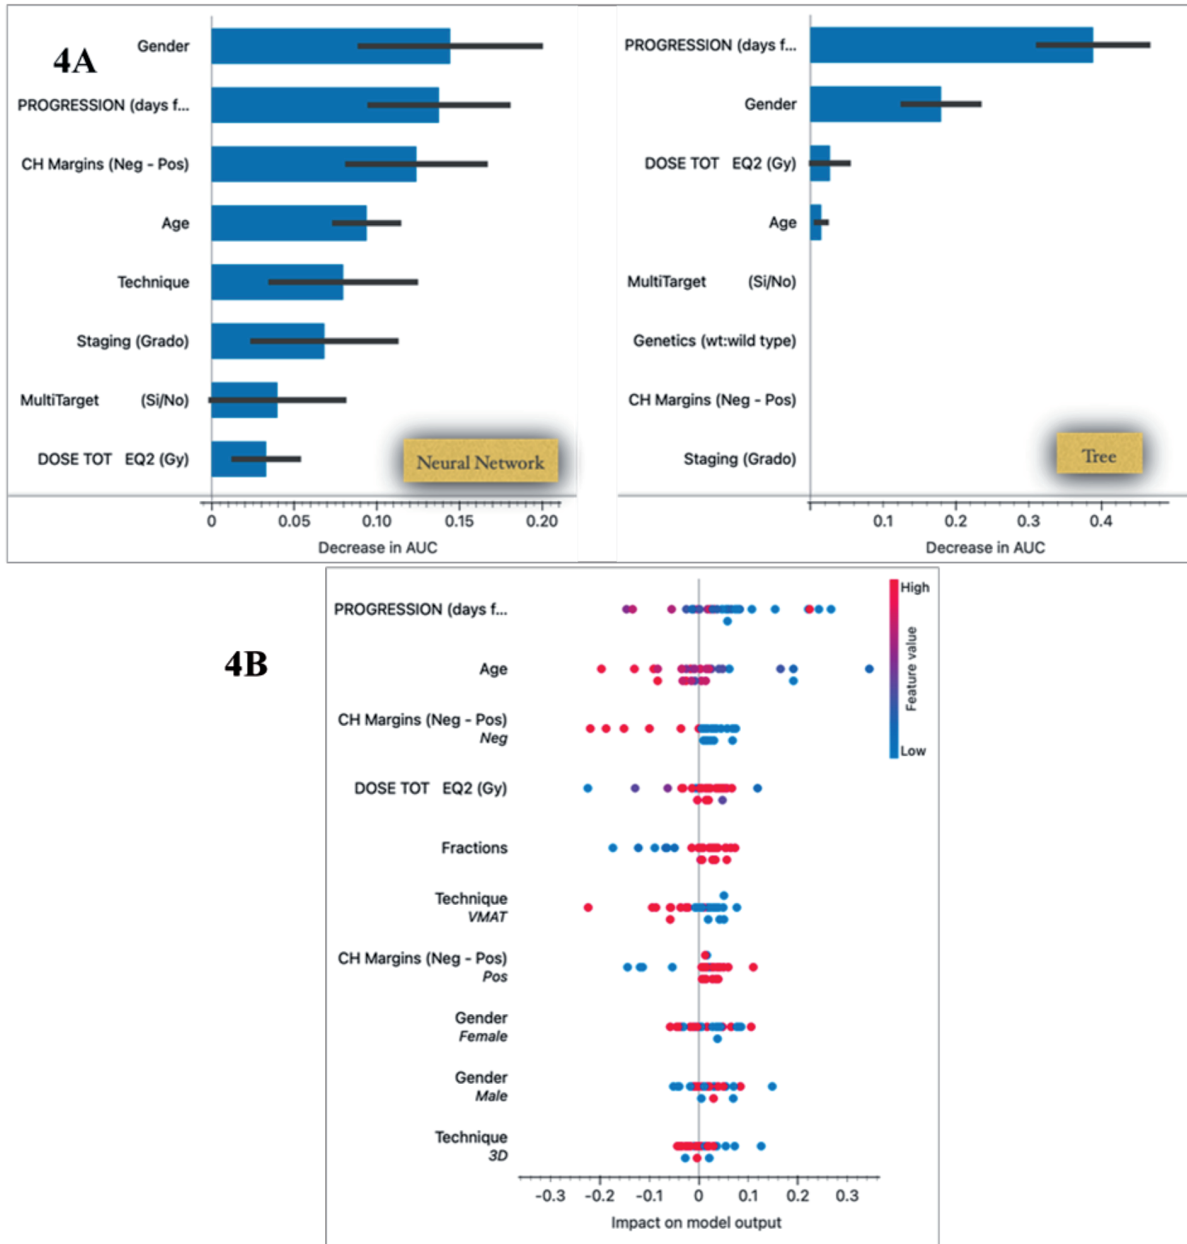 4A
Gender
PROGRESSION (days f...
CH Margins (Neg - Pos)
Age
Technique
Staging (Grado)
MultiTarget (Si/No)
DOSE TOT EQ2 (Gy)
Neural Network
0 0.05 0.10 0.15 0.20
Decrease in AUC
PROGRESSION (days f...
Gender
DOSE TOT EQ2 (Gy)
Age
MultiTarget (Si/No)
Genetics (wt:wild type)
CH Margins (Neg - Pos)
Staging (Grado)
Tree
0.1 0.2 0.3 0.4
Decrease in AUC
4B
PROGRESSION (days f...
Age
CH Margins (Neg - Pos)
Neg
DOSE TOT EQ2 (Gy)
Fractions
Technique
VMAT
CH Margins (Neg - Pos)
Pos
Gender
Female
Gender
Male
Technique
3D
-0.3 -0.2 -0.1 0 0.1 0.2 0.3
Impact on model output
High
Feature value
Low